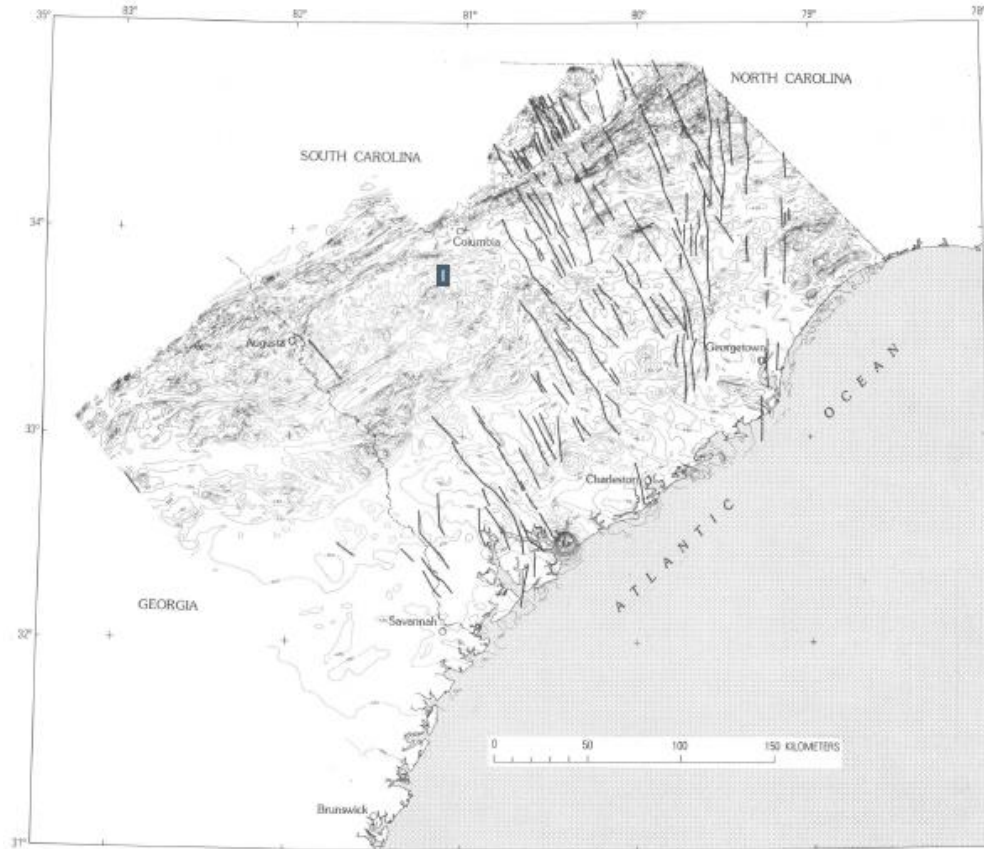 35°
83°
82°
81°
80°
79°
NORTH CAROLINA
SOUTH CAROLINA
34°
Columbia
Augusta
Georgetown
33°
Charleston
ATLANTIC OCEAN
GEORGIA
Savannah
32°
0 50 100 150 KILOMETERS
Brunswick
31°